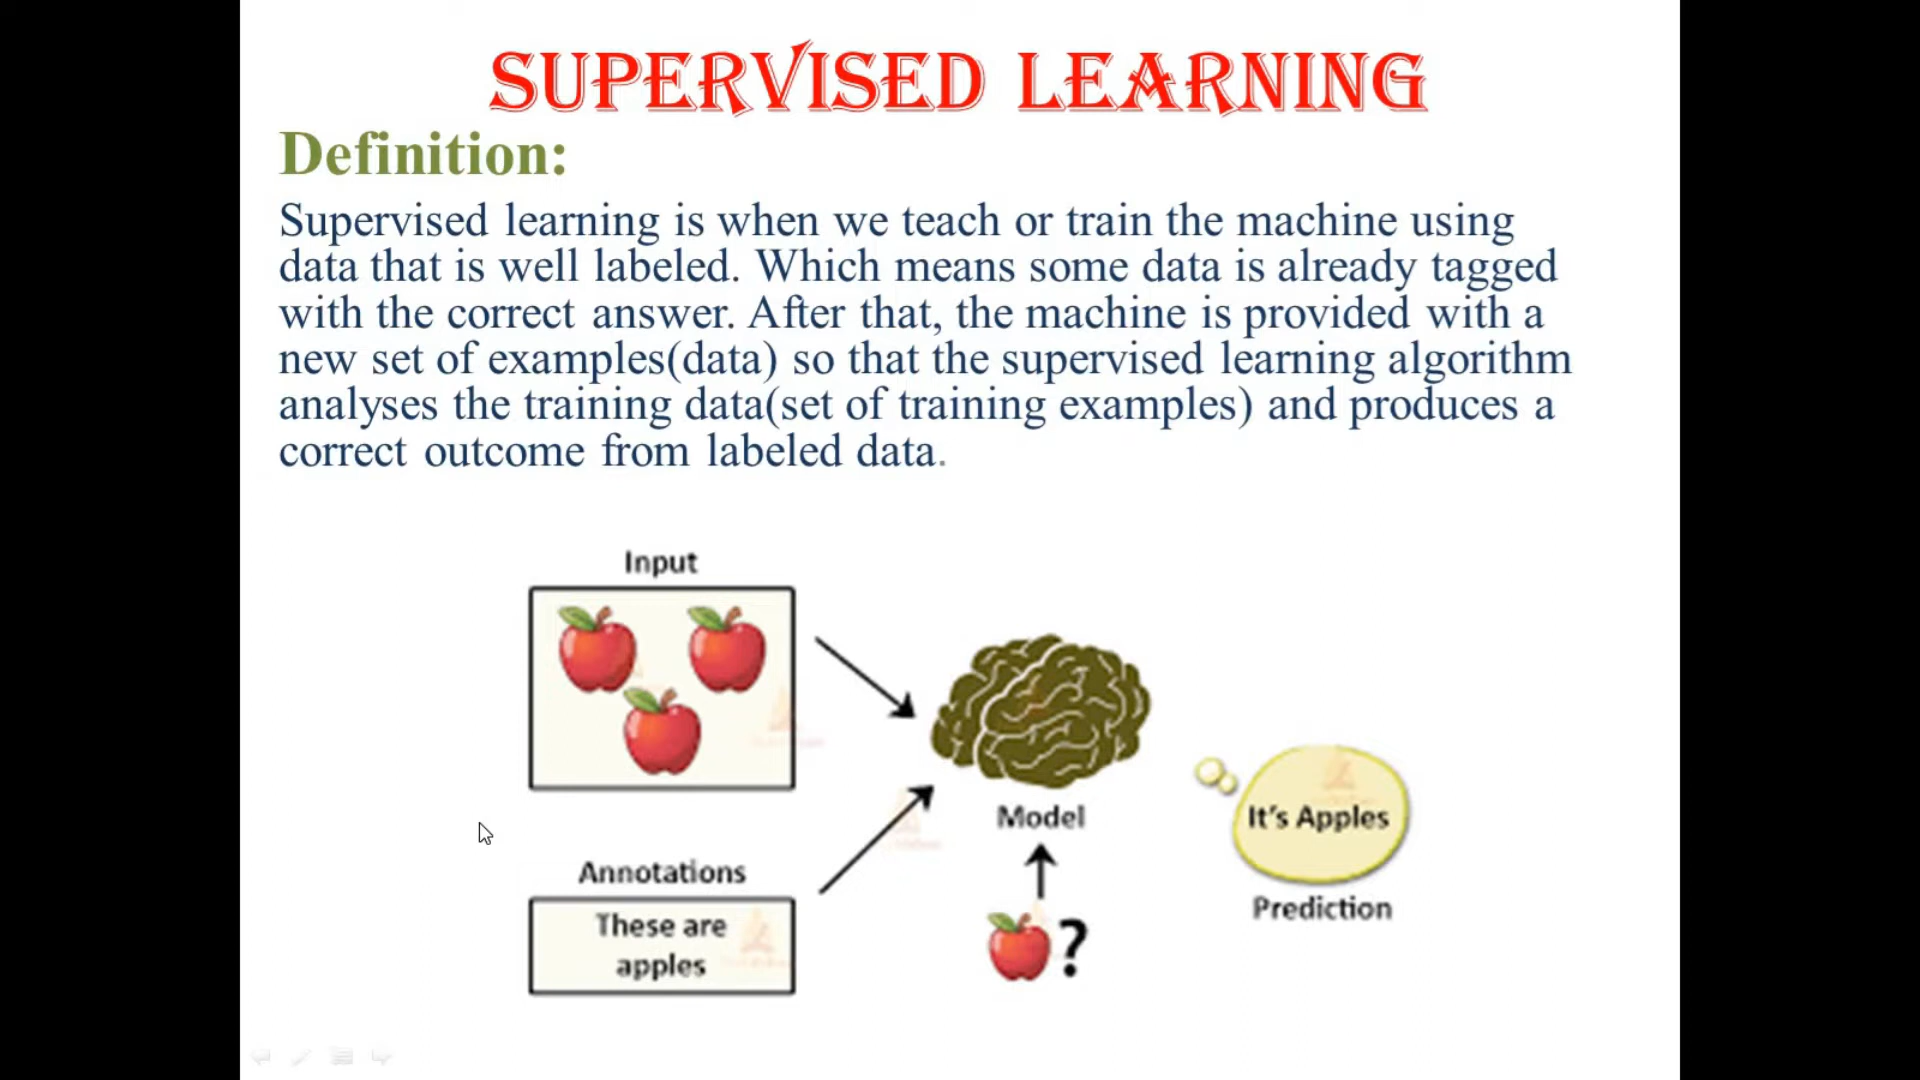 SUPERVISED LEARNING
Definition:
Supervised learning is when we teach or train the machine using
data that is well labeled. Which means some data is already tagged
with the correct answer. After that, the machine is provided with a
new set of examples(data) so that the supervised learning algorithm
analyses the training data(set of training examples) and produces a
correct outcome from labeled data.
Input
Annotations
These are
apples
Model
?
It's Apples
Prediction